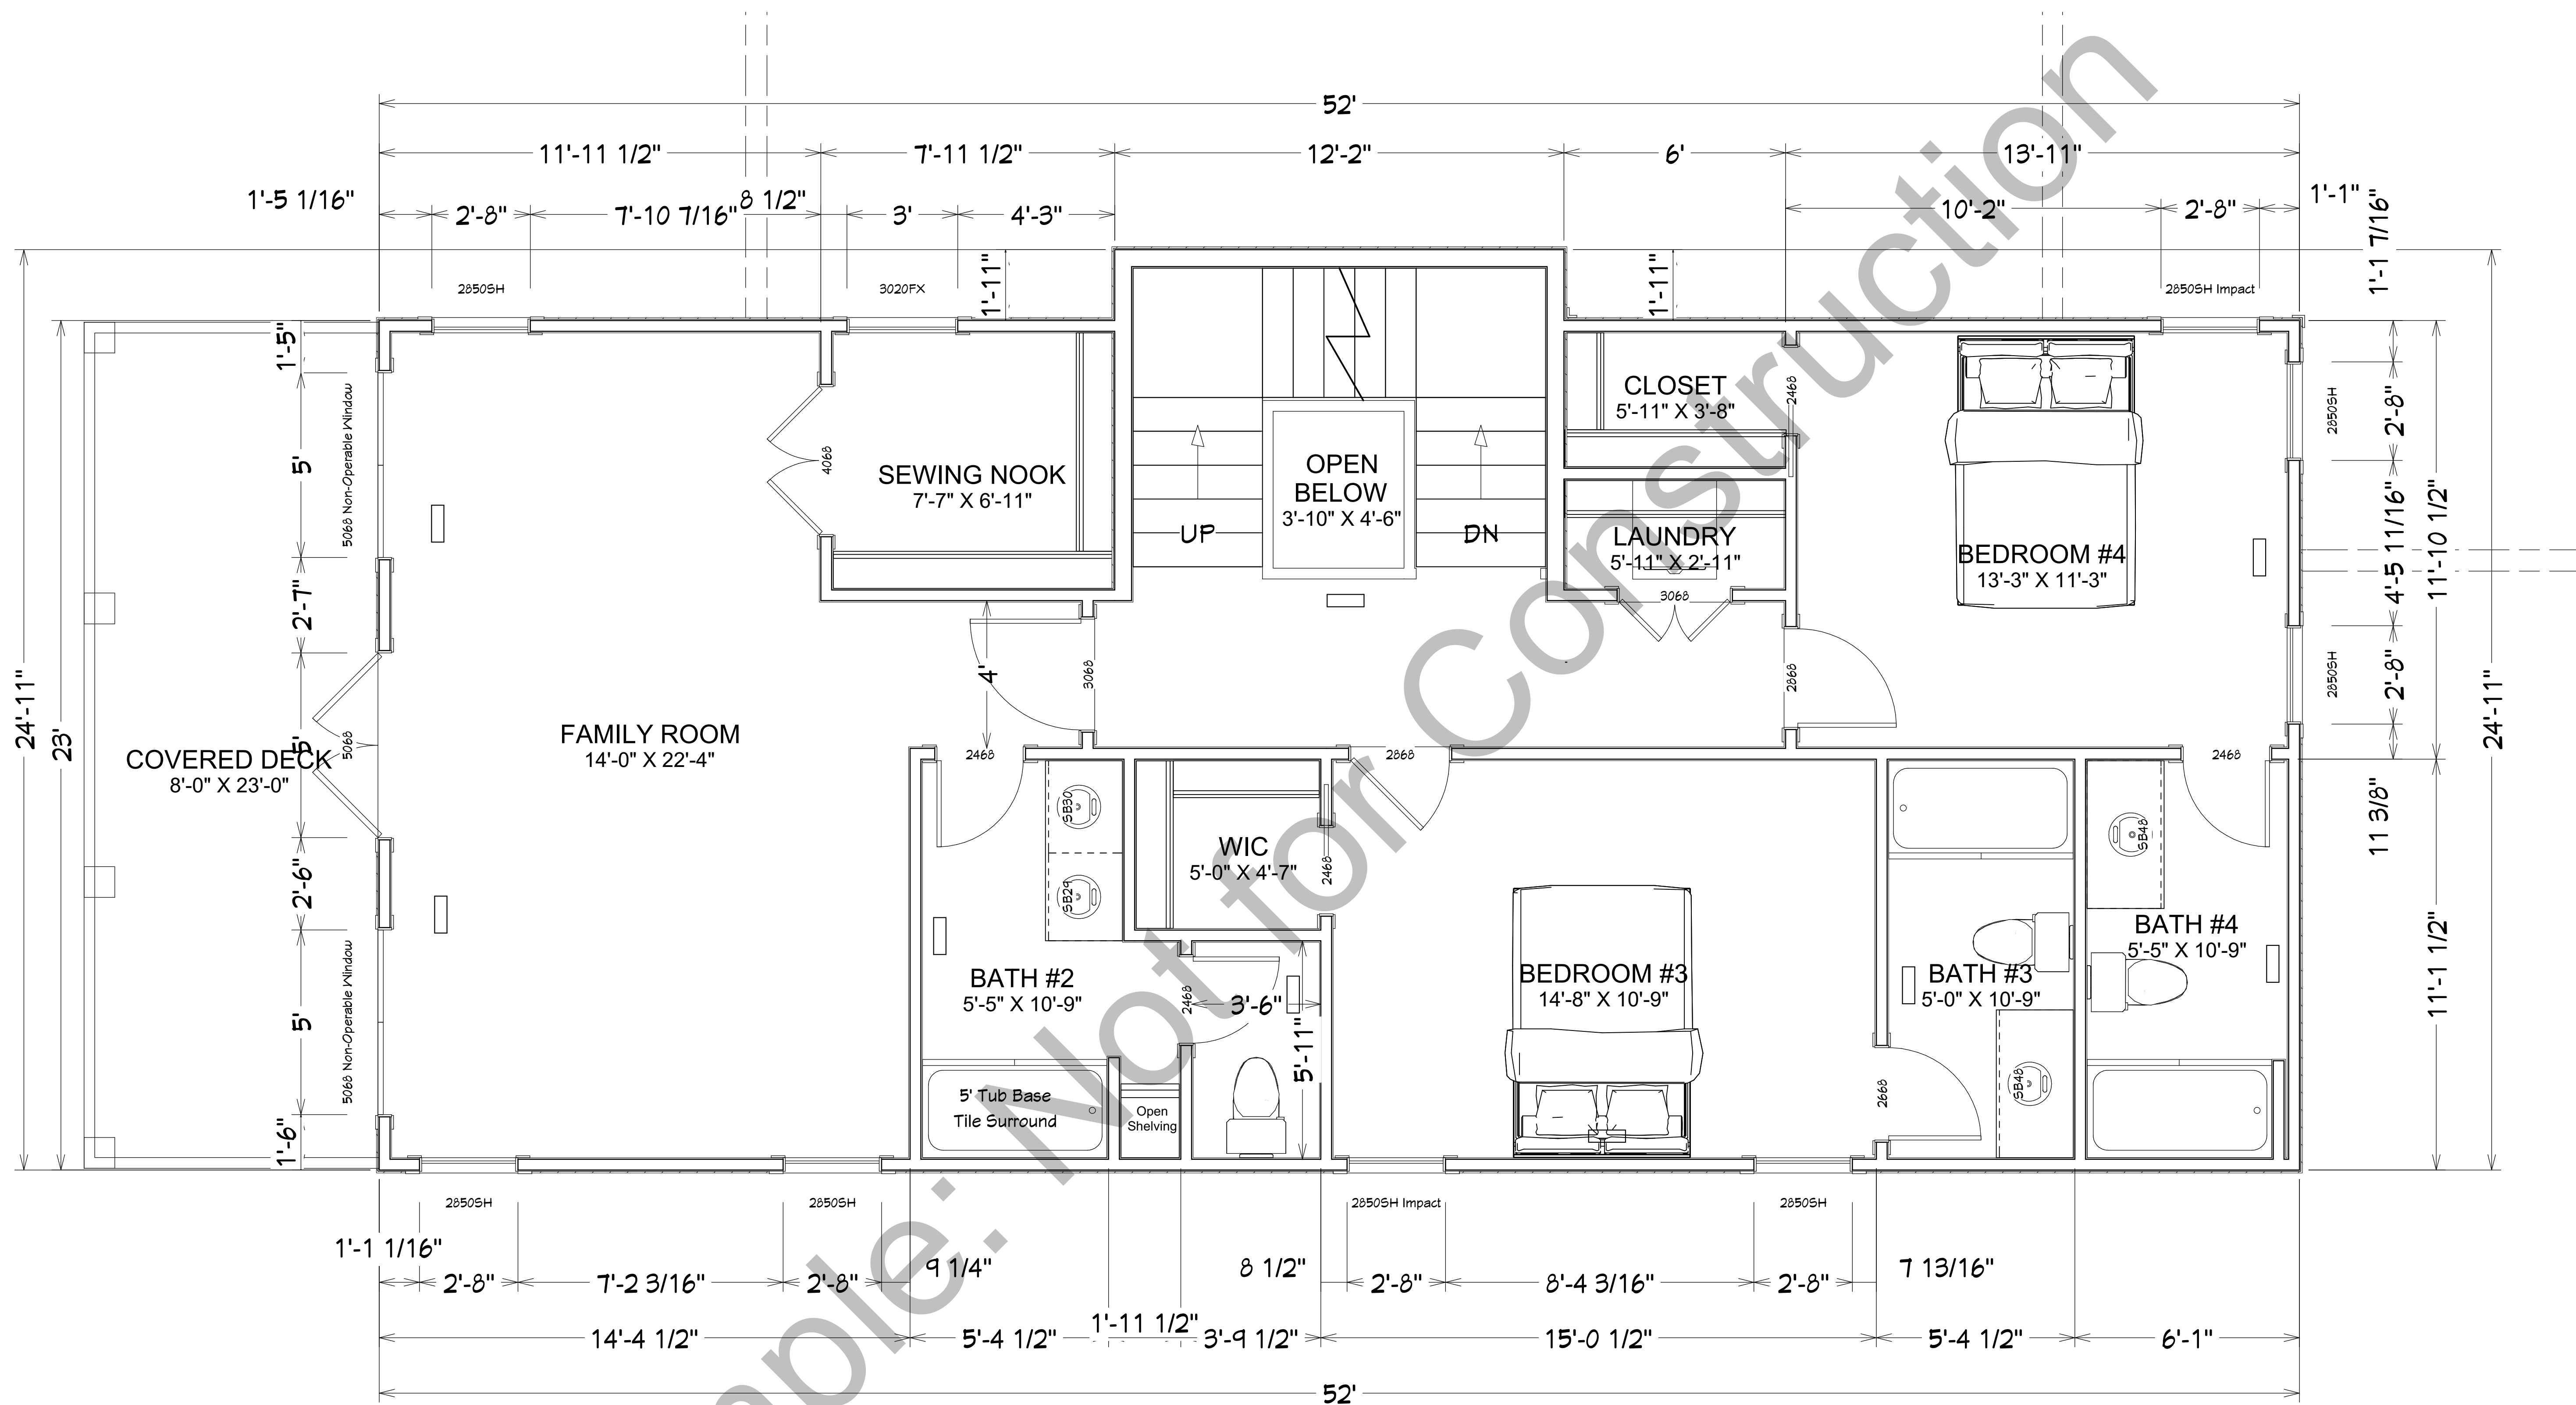 52'
11'-11 1/2"
7'-11 1/2"
12'-2"
6'
13'-11"
1'-5 1/16"
2'-8"
7'-10 7/16"
8 1/2"
3'
4'-3"
10'-2"
2'-8"
1'-1"
1'-1 7/16"
1'-11"
1'-11"
2850SH
3020FX
2850SH Impact
24'-11"
23'
1'-5"
5'
2'-7"
5'
2'-6"
5'
1'-6"
5068 Non-Operable Window
5068
5068 Non-Operable Window
COVERED DECK
8'-0" X 23'-0"
FAMILY ROOM
14'-0" X 22'-4"
4068
SEWING NOOK
7'-7" X 6'-11"
UP
OPEN
BELOW
3'-10" X 4'-6"
DN
CLOSET
5'-11" X 3'-8"
2468
LAUNDRY
5'-11" X 2'-11"
3068
BEDROOM #4
13'-3" X 11'-3"
2850SH
2850SH
2'-8"
4'-5 11/16"
2'-8"
11 3/8"
11'-10 1/2"
11'-1 1/2"
24'-11"
4'
3068
2868
2468
2868
2468
SB30
SB29
WIC
5'-0" X 4'-7"
2468
BATH #2
5'-5" X 10'-9"
2468
3'-6"
5'-11"
5' Tub Base
Tile Surround
Open
Shelving
BEDROOM #3
14'-8" X 10'-9"
2668
BATH #3
5'-0" X 10'-9"
SB48
SB48
BATH #4
5'-5" X 10'-9"
2850SH
2850SH
2850SH Impact
2850SH
1'-1 1/16"
2'-8"
7'-2 3/16"
2'-8"
9 1/4"
8 1/2"
2'-8"
8'-4 3/16"
2'-8"
7 13/16"
14'-4 1/2"
5'-4 1/2"
1'-11 1/2"
3'-9 1/2"
15'-0 1/2"
5'-4 1/2"
6'-1"
52'
mple: Not for Construction